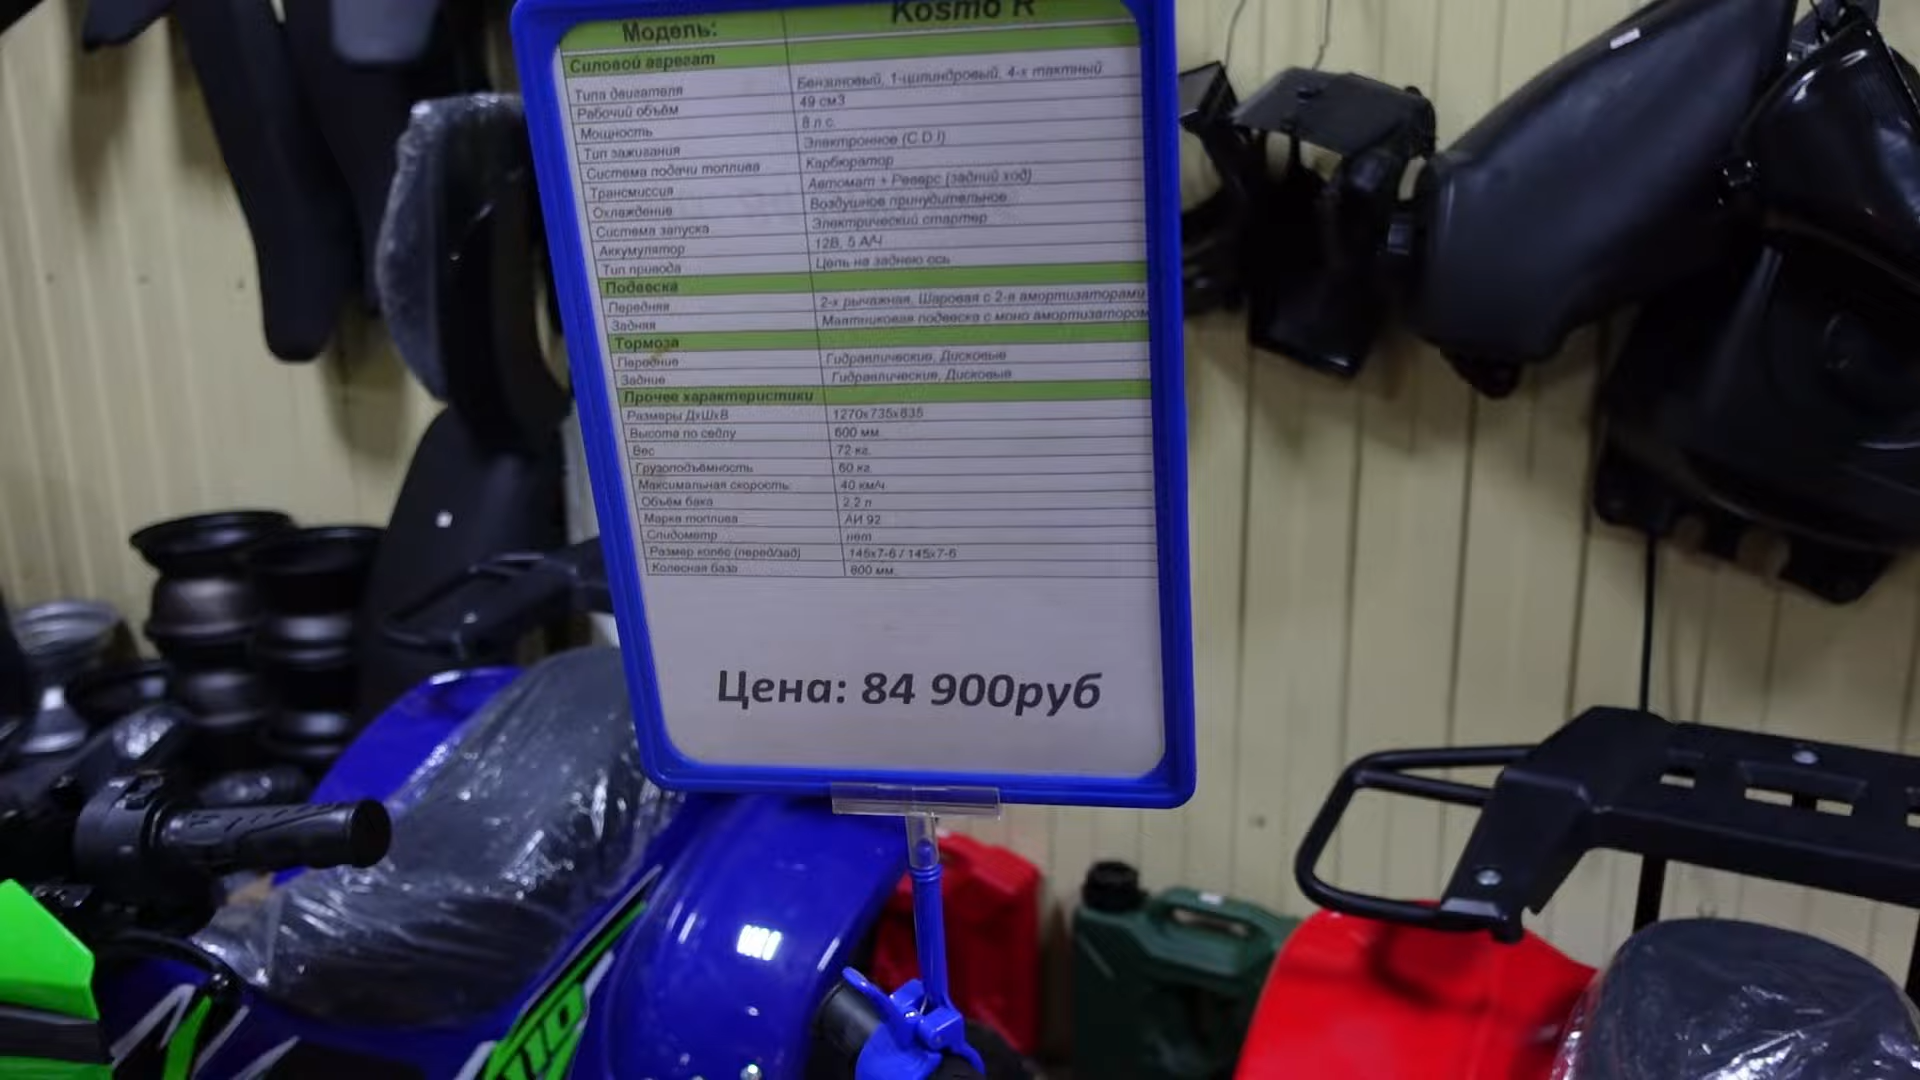 Модель: Kosmo R
Силовой агрегат
Типа двигателя Бензиновый, 1-цилиндровый, 4-х тактный
Рабочий объём 49 см3
Мощность 8 л.с.
Тип зажигания Электронное (C D I)
Система подачи топлива Карбюратор
Трансмиссия Автомат + Реверс (задний ход)
Охлаждение Воздушное принудительное
Система запуска Электрический стартер
Аккумулятор 12В, 5 А/Ч
Тип привода Цепь на заднею ось
Подвеска
Передняя 2-х рычажная, Шаровая с 2-я амортизаторами
Задняя Маятниковая подвеска с моно амортизатором
Тормоза
Передние Гидравлические, Дисковые
Задние Гидравлические, Дисковые
Прочее характеристики
Размеры ДхШхВ 1270х735х835
Высота по седлу 600 мм
Вес 72 кг.
Грузоподъёмность 60 кг.
Максимальная скорость: 40 км/ч
Объём бака 2.2 л
Марка топлива АИ 92
Спидометр нет
Размер колёс (перед/зад) 145х7-6 / 145х7-6
Колесная база 800 мм.
Цена: 84 900руб